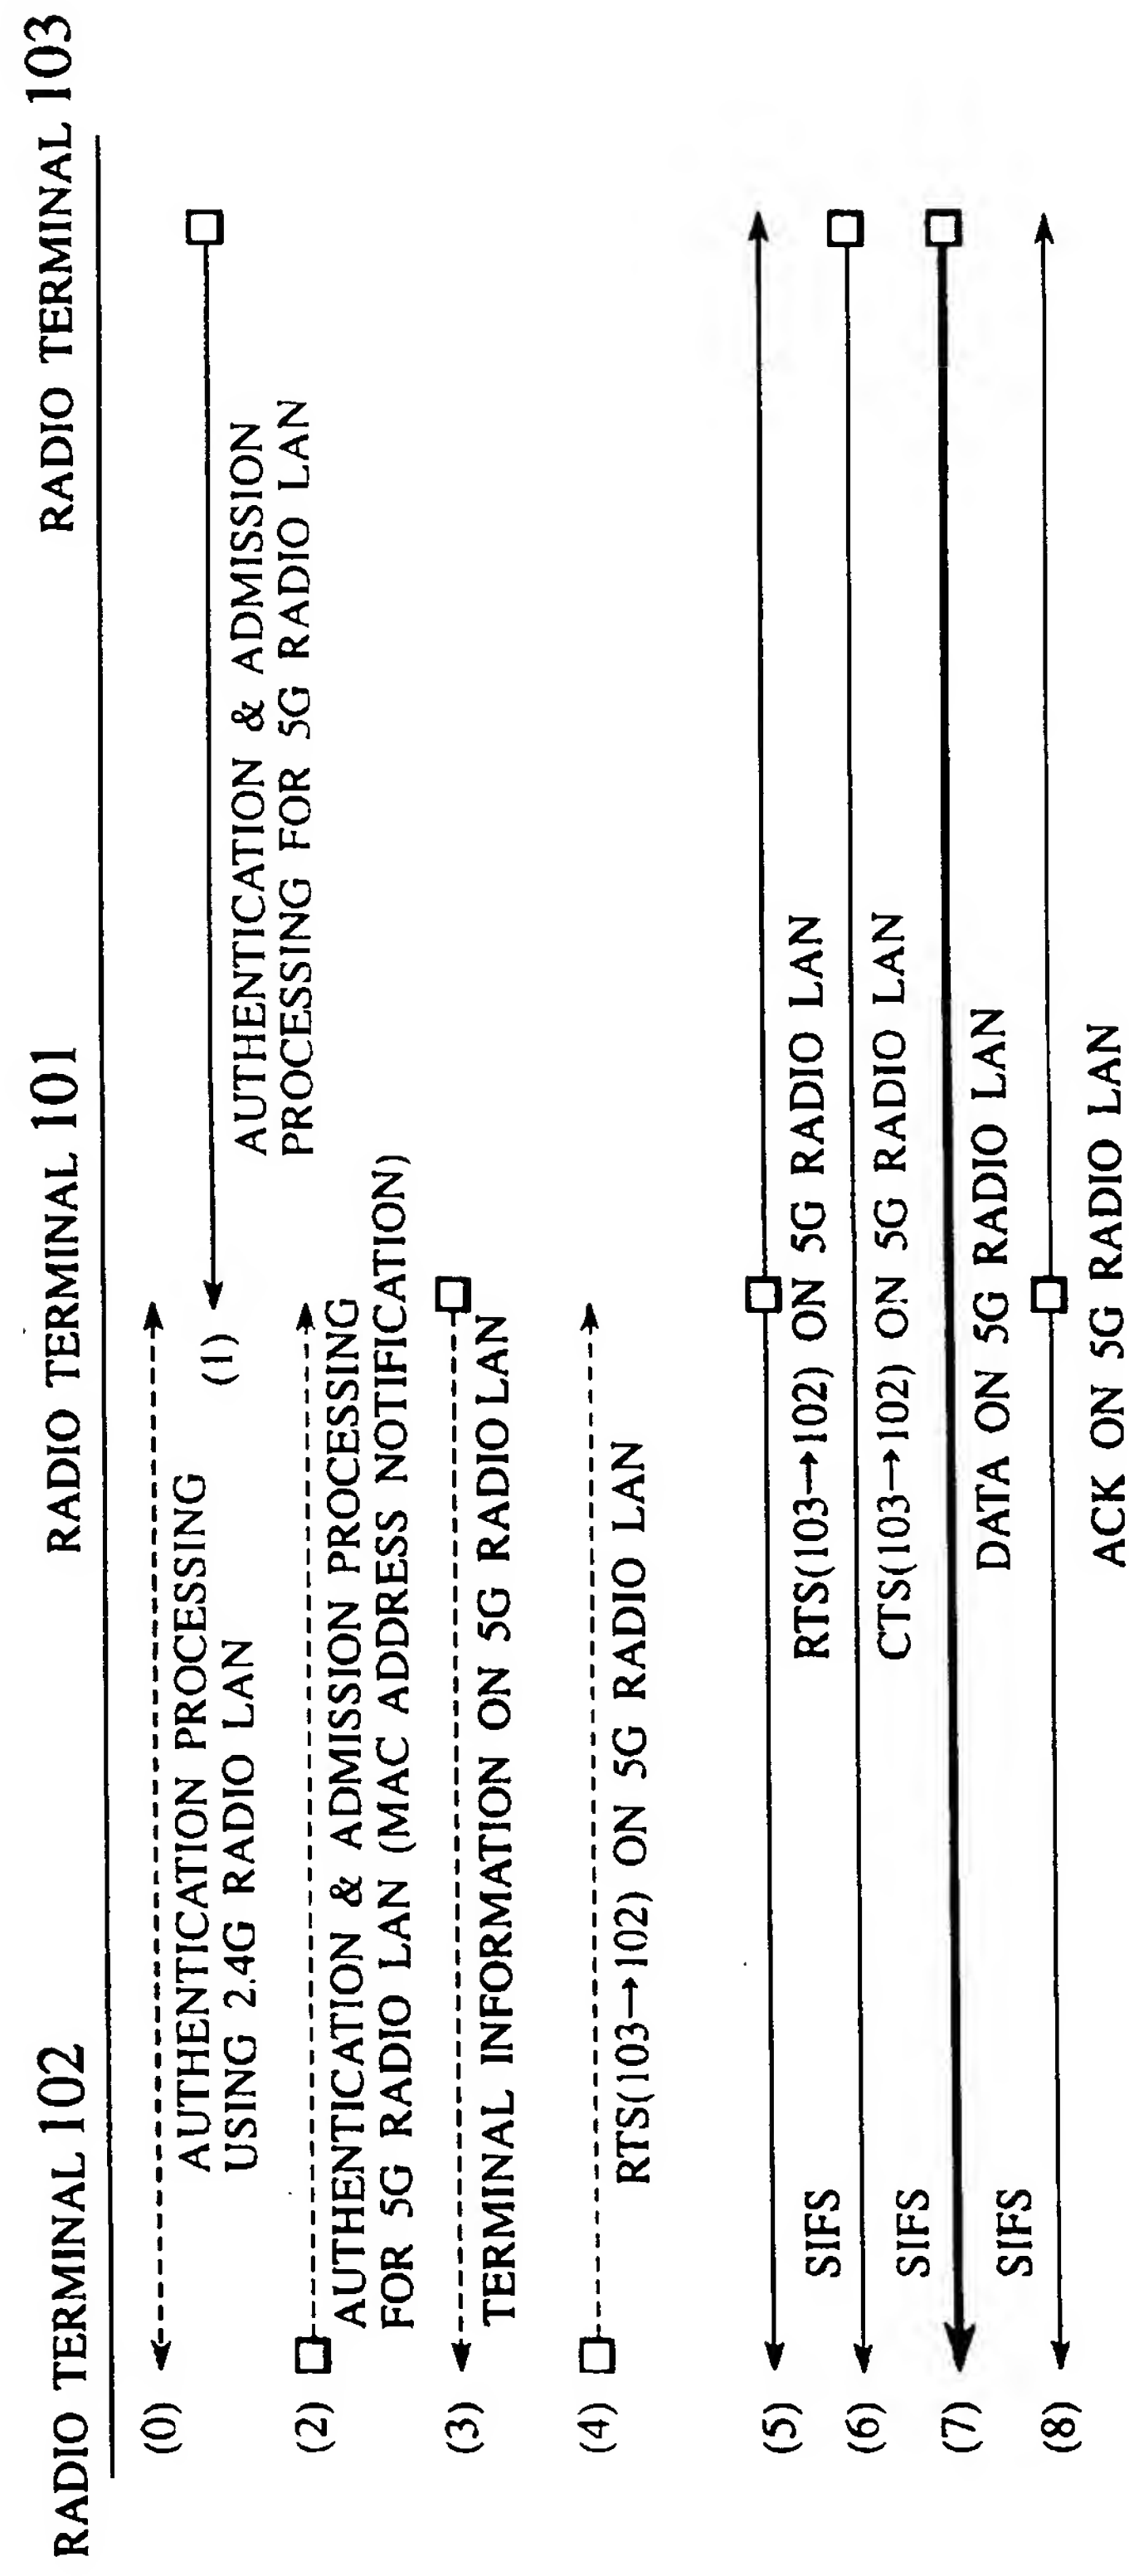 RADIO TERMINAL 102
RADIO TERMINAL 101
RADIO TERMINAL 103
(0)
AUTHENTICATION PROCESSING
USING 2.4G RADIO LAN
(1)
AUTHENTICATION & ADMISSION
PROCESSING FOR 5G RADIO LAN
(2)
AUTHENTICATION & ADMISSION PROCESSING
FOR 5G RADIO LAN (MAC ADDRESS NOTIFICATION)
(3)
TERMINAL INFORMATION ON 5G RADIO LAN
(4)
RTS(103→102) ON 5G RADIO LAN
(5)
SIFS
RTS(103→102) ON 5G RADIO LAN
(6)
SIFS
CTS(103→102) ON 5G RADIO LAN
(7)
SIFS
DATA ON 5G RADIO LAN
(8)
ACK ON 5G RADIO LAN